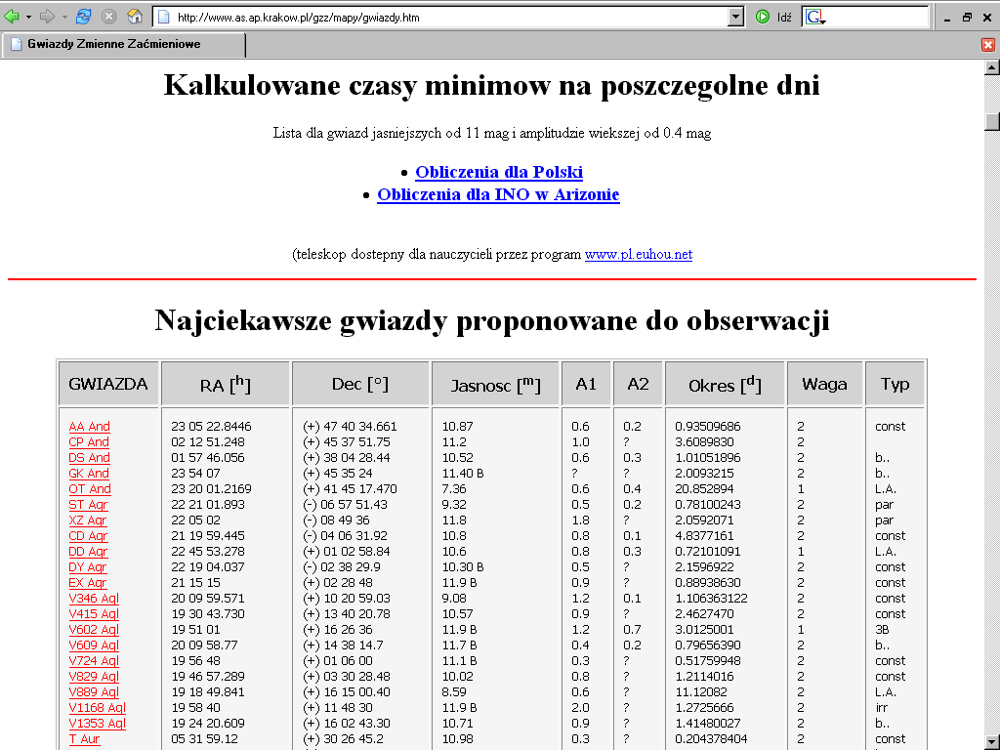 http://www.as.ap.krakow.pl/gzz/mapy/gwiazdy.htm
Idź
G
Gwiazdy Zmienne Zaćmieniowe
Kalkulowane czasy minimow na poszczegolne dni
Lista dla gwiazd jasniejszych od 11 mag i amplitudzie wiekszej od 0.4 mag
• Obliczenia dla Polski
• Obliczenia dla INO w Arizonie
(teleskop dostepny dla nauczycieli przez program www.pl.euhou.net
Najciekawsze gwiazdy proponowane do obserwacji
GWIAZDA RA [h] Dec [°] Jasnosc [m] A1 A2 Okres [d] Waga Typ
AA And 23 05 22.8446 (+) 47 40 34.661 10.87 0.6 0.2 0.93509686 2 const
CP And 02 12 51.248 (+) 45 37 51.75 11.2 1.0 ? 3.6089830 2
DS And 01 57 46.056 (+) 38 04 28.44 10.52 0.6 0.3 1.01051896 2 b..
GK And 23 54 07 (+) 45 35 24 11.40 B ? ? 2.0093215 2 b..
OT And 23 20 01.2169 (+) 41 45 17.470 7.36 0.6 0.4 20.852894 1 L.A.
ST Aqr 22 21 01.893 (-) 06 57 51.43 9.32 0.5 0.2 0.78100243 2 par
XZ Aqr 22 05 02 (-) 08 49 36 11.8 1.8 ? 2.0592071 2 par
CD Aqr 21 19 59.445 (-) 04 06 31.92 10.8 0.8 0.1 4.8377161 2 const
DD Aqr 22 45 53.278 (+) 01 02 58.84 10.6 0.8 0.3 0.72101091 1 L.A.
DY Aqr 22 19 04.037 (-) 02 38 29.9 10.30 B 0.5 ? 2.1596922 2 const
EX Aqr 21 15 15 (+) 02 28 48 11.9 B 0.9 ? 0.88938630 2 const
V346 Aql 20 09 59.571 (+) 10 20 59.03 9.08 1.2 0.1 1.106363122 2 const
V415 Aql 19 30 43.730 (+) 13 40 20.78 10.57 0.9 ? 2.4627470 2 const
V602 Aql 19 51 01 (+) 16 26 36 11.9 B 1.2 0.7 3.0125001 1 3B
V609 Aql 20 09 58.77 (+) 14 38 14.7 11.7 B 0.4 0.2 0.79656390 2 b..
V724 Aql 19 56 48 (+) 01 06 00 11.1 B 0.3 ? 0.51759948 2 const
V829 Aql 19 46 57.289 (+) 03 30 28.48 10.02 0.8 ? 1.2114016 2 const
V889 Aql 19 18 49.841 (+) 16 15 00.40 8.59 0.6 ? 11.12082 2 L.A.
V1168 Aql 19 58 40 (+) 11 48 30 11.9 B 2.0 ? 1.2725666 2 irr
V1353 Aql 19 24 20.609 (+) 16 02 43.30 10.71 0.9 ? 1.41480027 2 b..
T Aur 05 31 59.12 (+) 30 26 45.2 10.98 0.3 ? 0.204378404 2 const